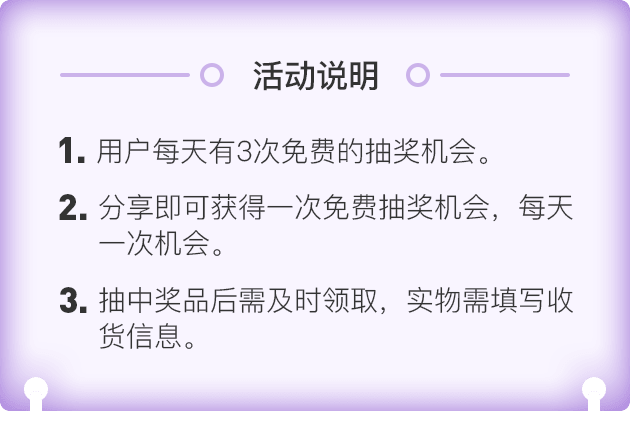 活动说明
1. 用户每天有3次免费的抽奖机会。
2. 分享即可获得一次免费抽奖机会，每天
一次机会。
3. 抽中奖品后需及时领取，实物需填写收
货信息。